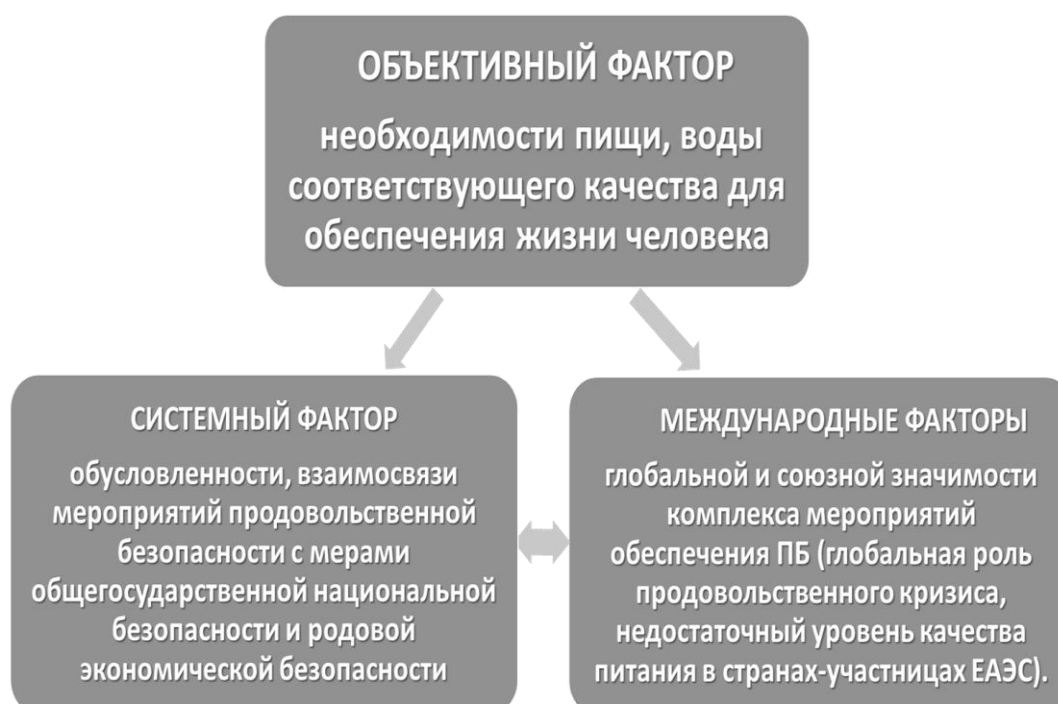 ОБЪЕКТИВНЫЙ ФАКТОР
необходимости пищи, воды
соответствующего качества для
обеспечения жизни человека
СИСТЕМНЫЙ ФАКТОР
обусловленности, взаимосвязи
мероприятий продовольственной
безопасности с мерами
общегосударственной национальной
безопасности и родовой
экономической безопасности
МЕЖДУНАРОДНЫЕ ФАКТОРЫ
глобальной и союзной значимости
комплекса мероприятий
обеспечения ПБ (глобальная роль
продовольственного кризиса,
недостаточный уровень качества
питания в странах-участницах ЕАЭС).